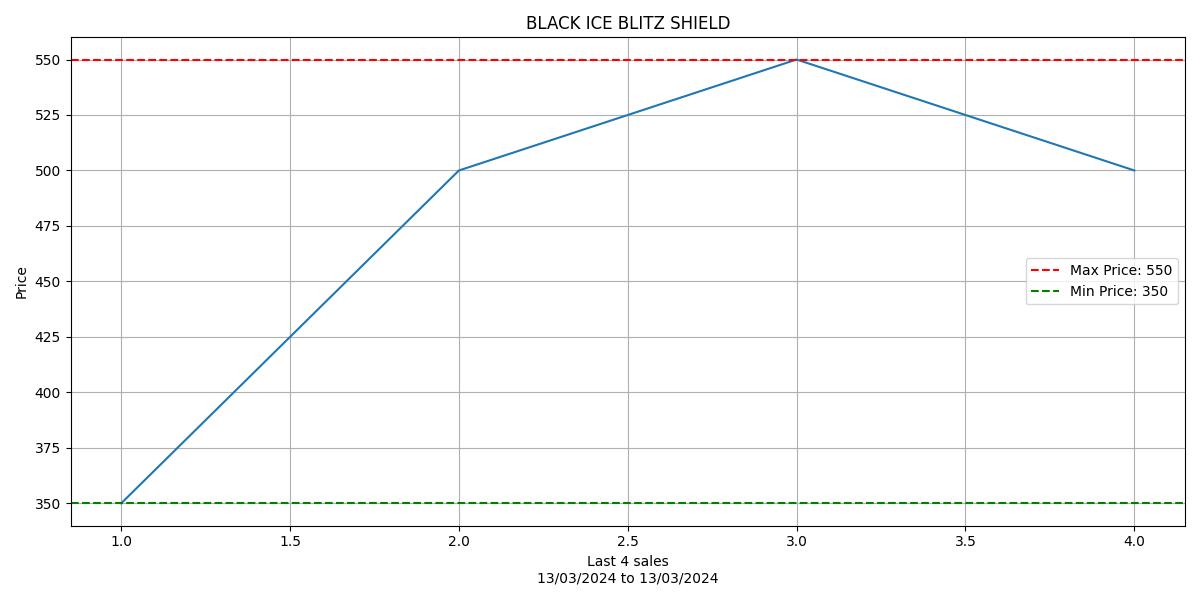 BLACK ICE BLITZ SHIELD
550
525
500
475
450
425
400
375
350
Price
Max Price: 550
Min Price: 350
1.0 1.5 2.0 2.5 3.0 3.5 4.0
Last 4 sales
13/03/2024 to 13/03/2024